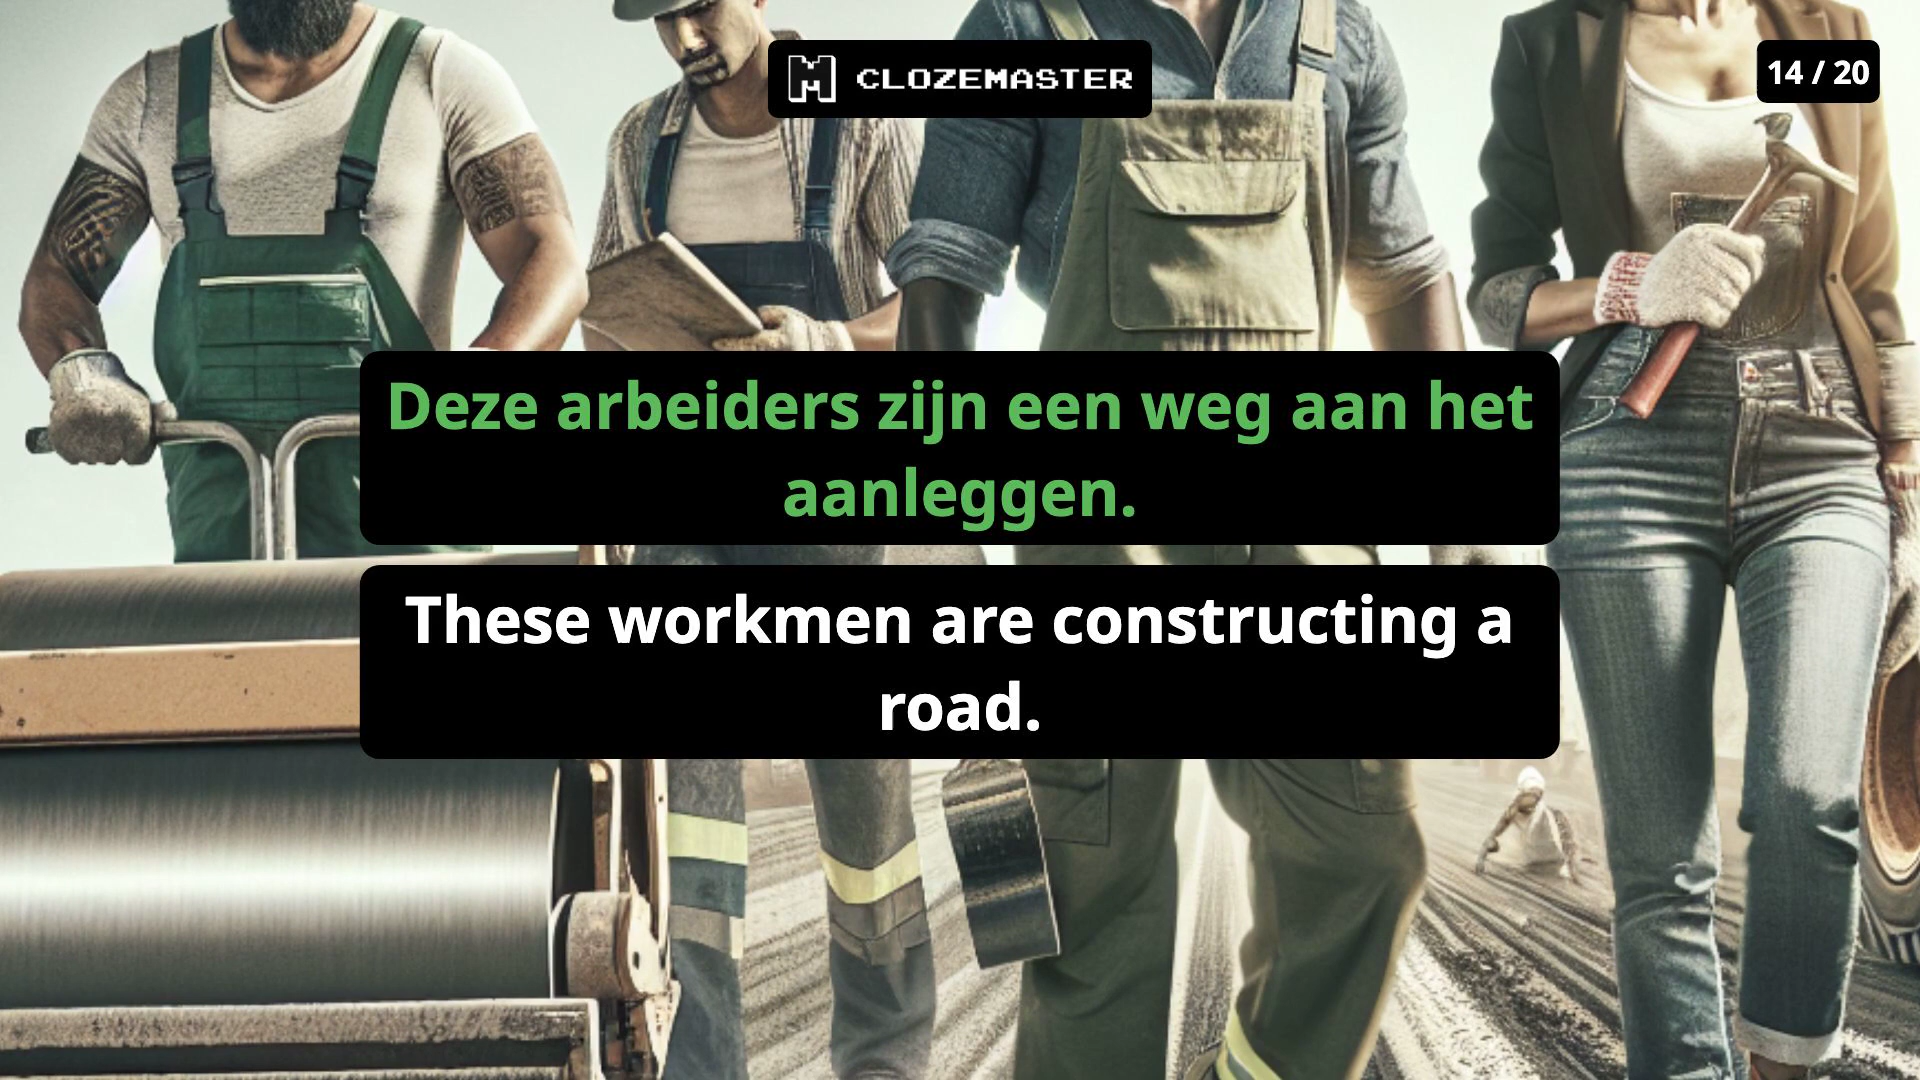 CLOZEMASTER
14 / 20
Deze arbeiders zijn een weg aan het
aanleggen.
These workmen are constructing a
road.